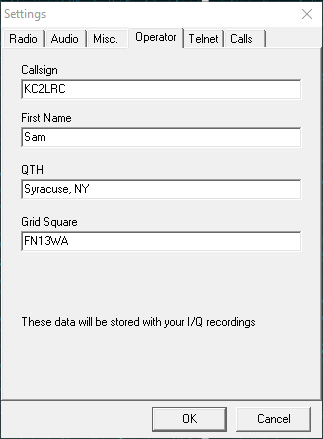 Settings
Radio Audio Misc. Operator Telnet Calls
Callsign
KC2LRC
First Name
Sam
QTH
Syracuse, NY
Grid Square
FN13WA
These data will be stored with your I/Q recordings
OK Cancel